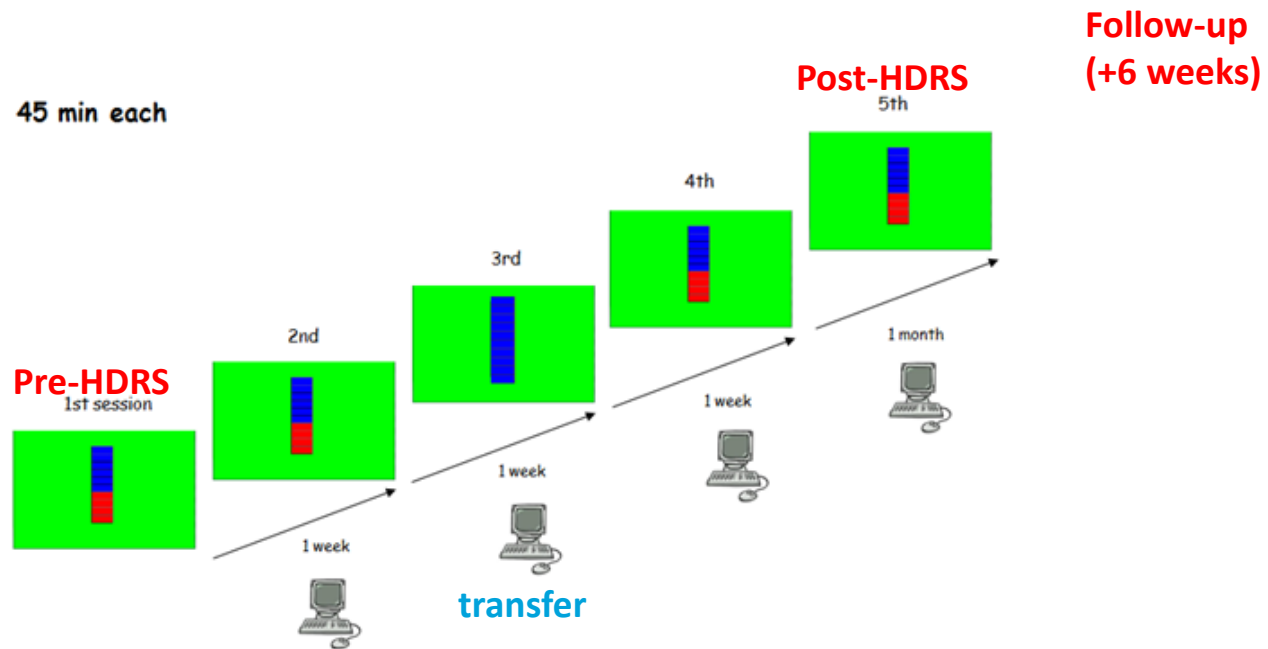 Follow-up
(+6 weeks)
Post-HDRS
45 min each
5th
4th
3rd
2nd
Pre-HDRS
1st session
1 month
1 week
1 week
1 week
transfer